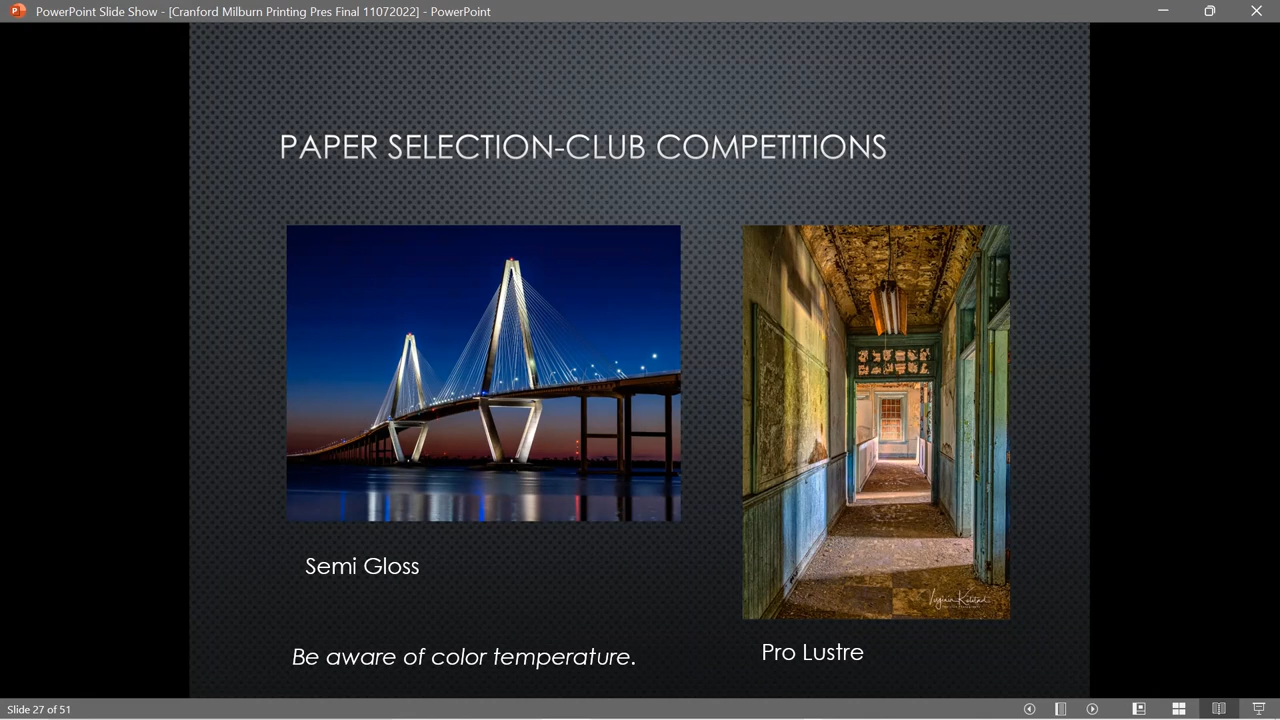 PowerPoint Slide Show - [Cranford Milburn Printing Pres Final 11072022] - PowerPoint
PAPER SELECTION-CLUB COMPETITIONS
Semi Gloss
Be aware of color temperature.
Pro Lustre
Slide 27 of 51